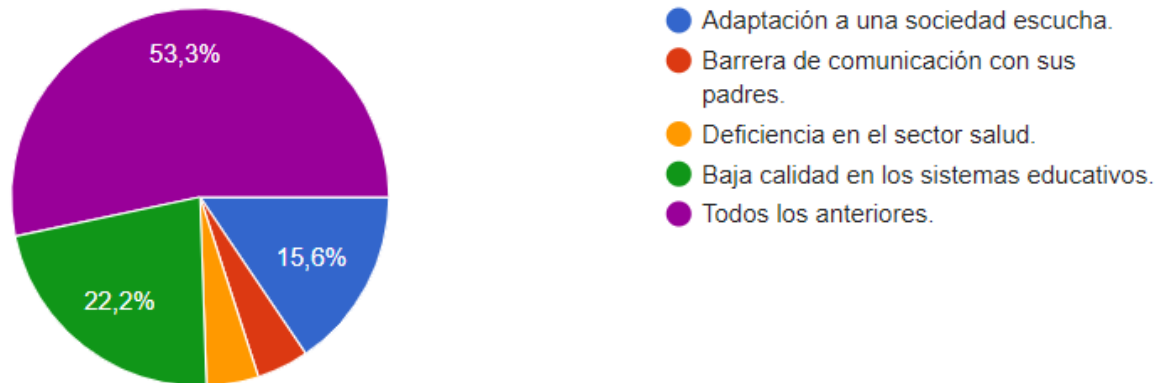 53,3%
15,6%
22,2%
Adaptación a una sociedad escucha.
Barrera de comunicación con sus
padres.
Deficiencia en el sector salud.
Baja calidad en los sistemas educativos.
Todos los anteriores.